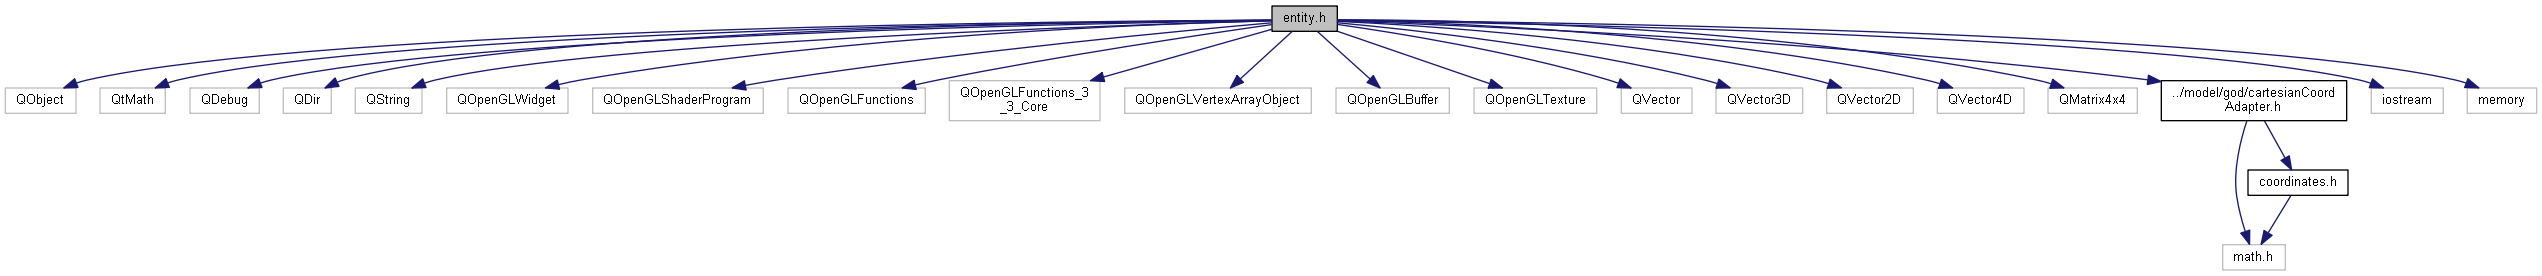 entity.h
QObject
QtMath
QDebug
QDir
QString
QOpenGLWidget
QOpenGLShaderProgram
QOpenGLFunctions
QOpenGLFunctions_3
_3_Core
QOpenGLVertexArrayObject
QOpenGLBuffer
QOpenGLTexture
QVector
QVector3D
QVector2D
QVector4D
QMatrix4x4
../model/god/cartesianCoord
Adapter.h
iostream
memory
coordinates.h
math.h